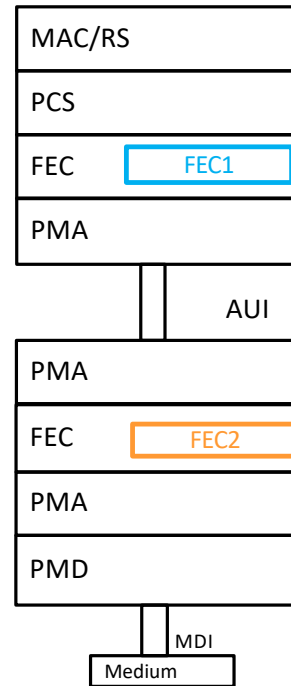 MAC/RS
PCS
FEC FEC1
PMA
AUI
PMA
FEC FEC2
PMA
PMD
MDI
Medium